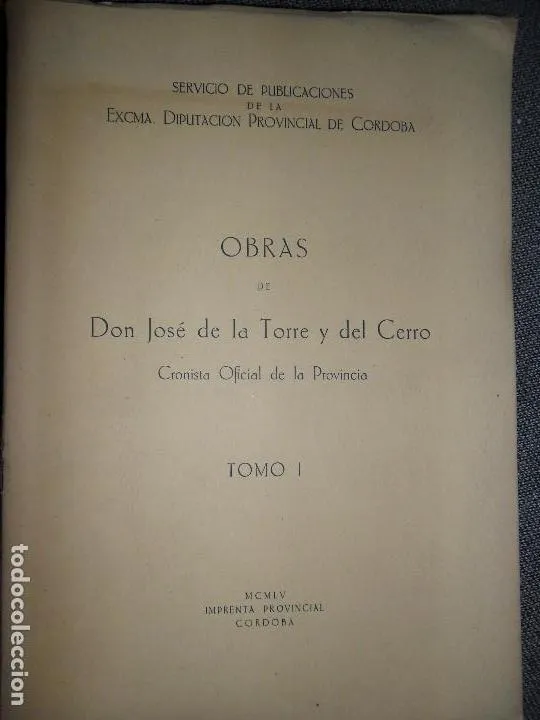 SERVICIO DE PUBLICACIONES
DE LA
EXCMA. DIPUTACION PROVINCIAL DE CORDOBA
OBRAS
DE
Don José de la Torre y del Cerro
Cronista Oficial de la Provincia
TOMO I
MCMLV
IMPRENTA PROVINCIAL
CORDOBA
todocoleccion